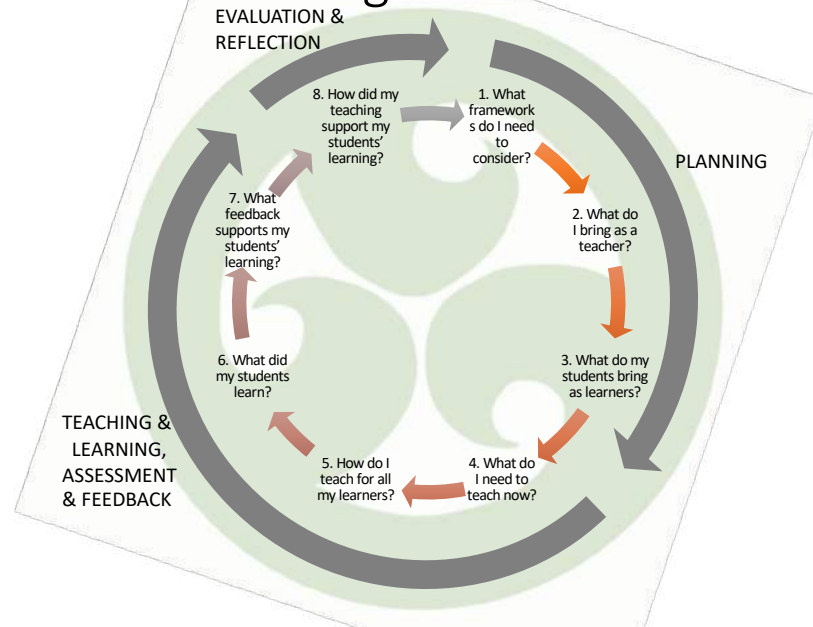 EVALUATION &
REFLECTION
8. How did my
teaching
support my
students’
learning?
1. What
framework
s do I need
to
consider?
PLANNING
2. What do
I bring as a
teacher?
3. What do my
students bring
as learners?
4. What do
I need to
teach now?
5. How do I
teach for all
my learners?
6. What did
my students
learn?
7. What
feedback
supports my
students’
learning?
TEACHING &
LEARNING,
ASSESSMENT
& FEEDBACK